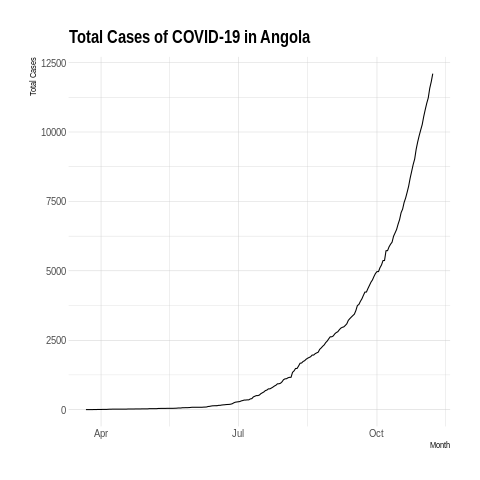 Total Cases of COVID-19 in Angola
Total Cases
12500
10000
7500
5000
2500
0
Apr
Jul
Oct
Month